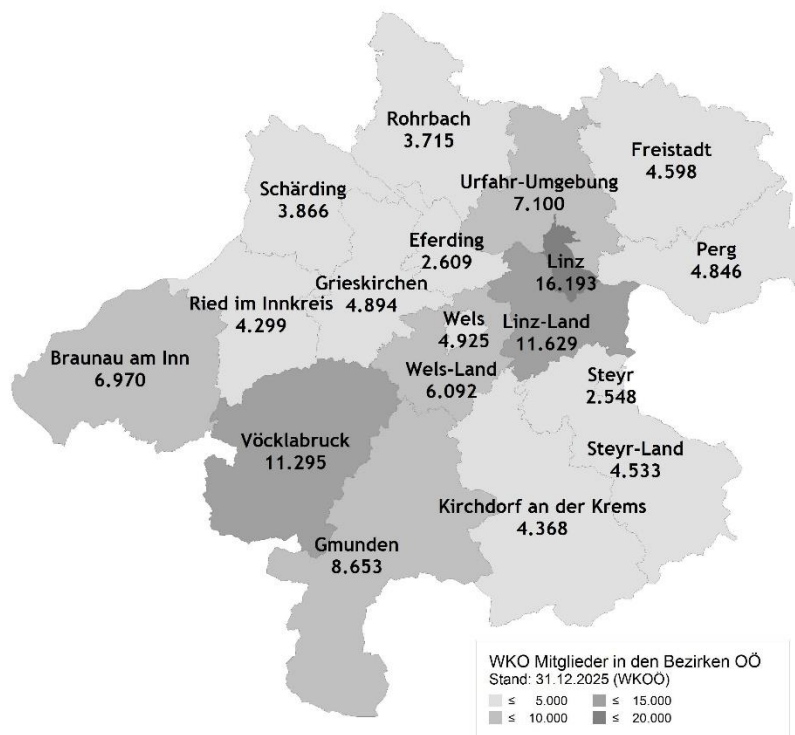 Rohrbach
3.715
Freistadt
4.598
Schärding
3.866
Urfahr-Umgebung
7.100
Eferding
2.609
Perg
4.846
Linz
16.193
Grieskirchen
4.894
Ried im Innkreis
4.299
Wels
4.925
Linz-Land
11.629
Braunau am Inn
6.970
Wels-Land
6.092
Steyr
2.548
Vöcklabruck
11.295
Steyr-Land
4.533
Kirchdorf an der Krems
4.368
Gmunden
8.653
WKO Mitglieder in den Bezirken OÖ
Stand: 31.12.2025 (WKOÖ)
≤ 5.000 ≤ 15.000
≤ 10.000 ≤ 20.000